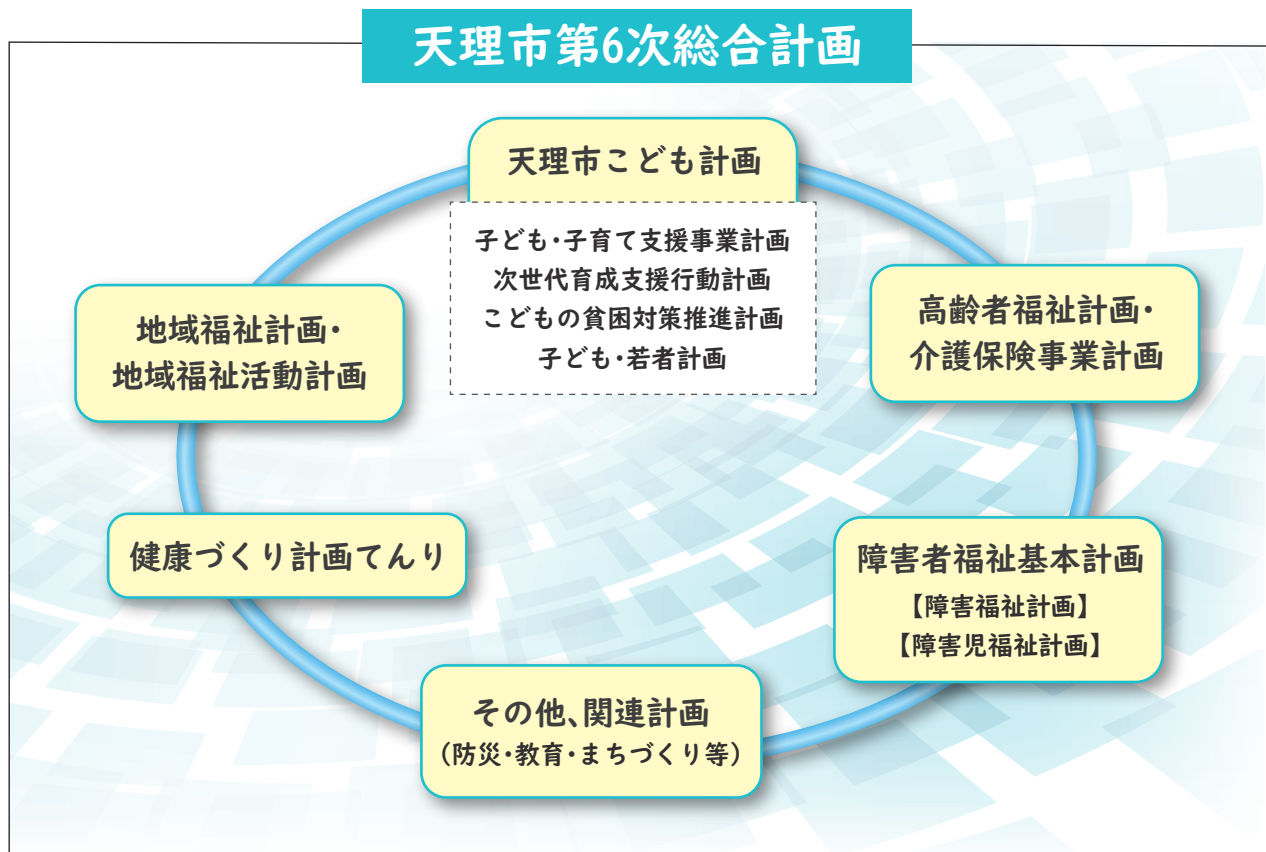 天理市第6次総合計画
天理市こども計画
子ども・子育て支援事業計画
次世代育成支援行動計画
こどもの貧困対策推進計画
子ども・若者計画
地域福祉計画・
地域福祉活動計画
高齢者福祉計画・
介護保険事業計画
健康づくり計画てんり
障害者福祉基本計画
【障害福祉計画】
【障害児福祉計画】
その他、関連計画
(防災・教育・まちづくり等)